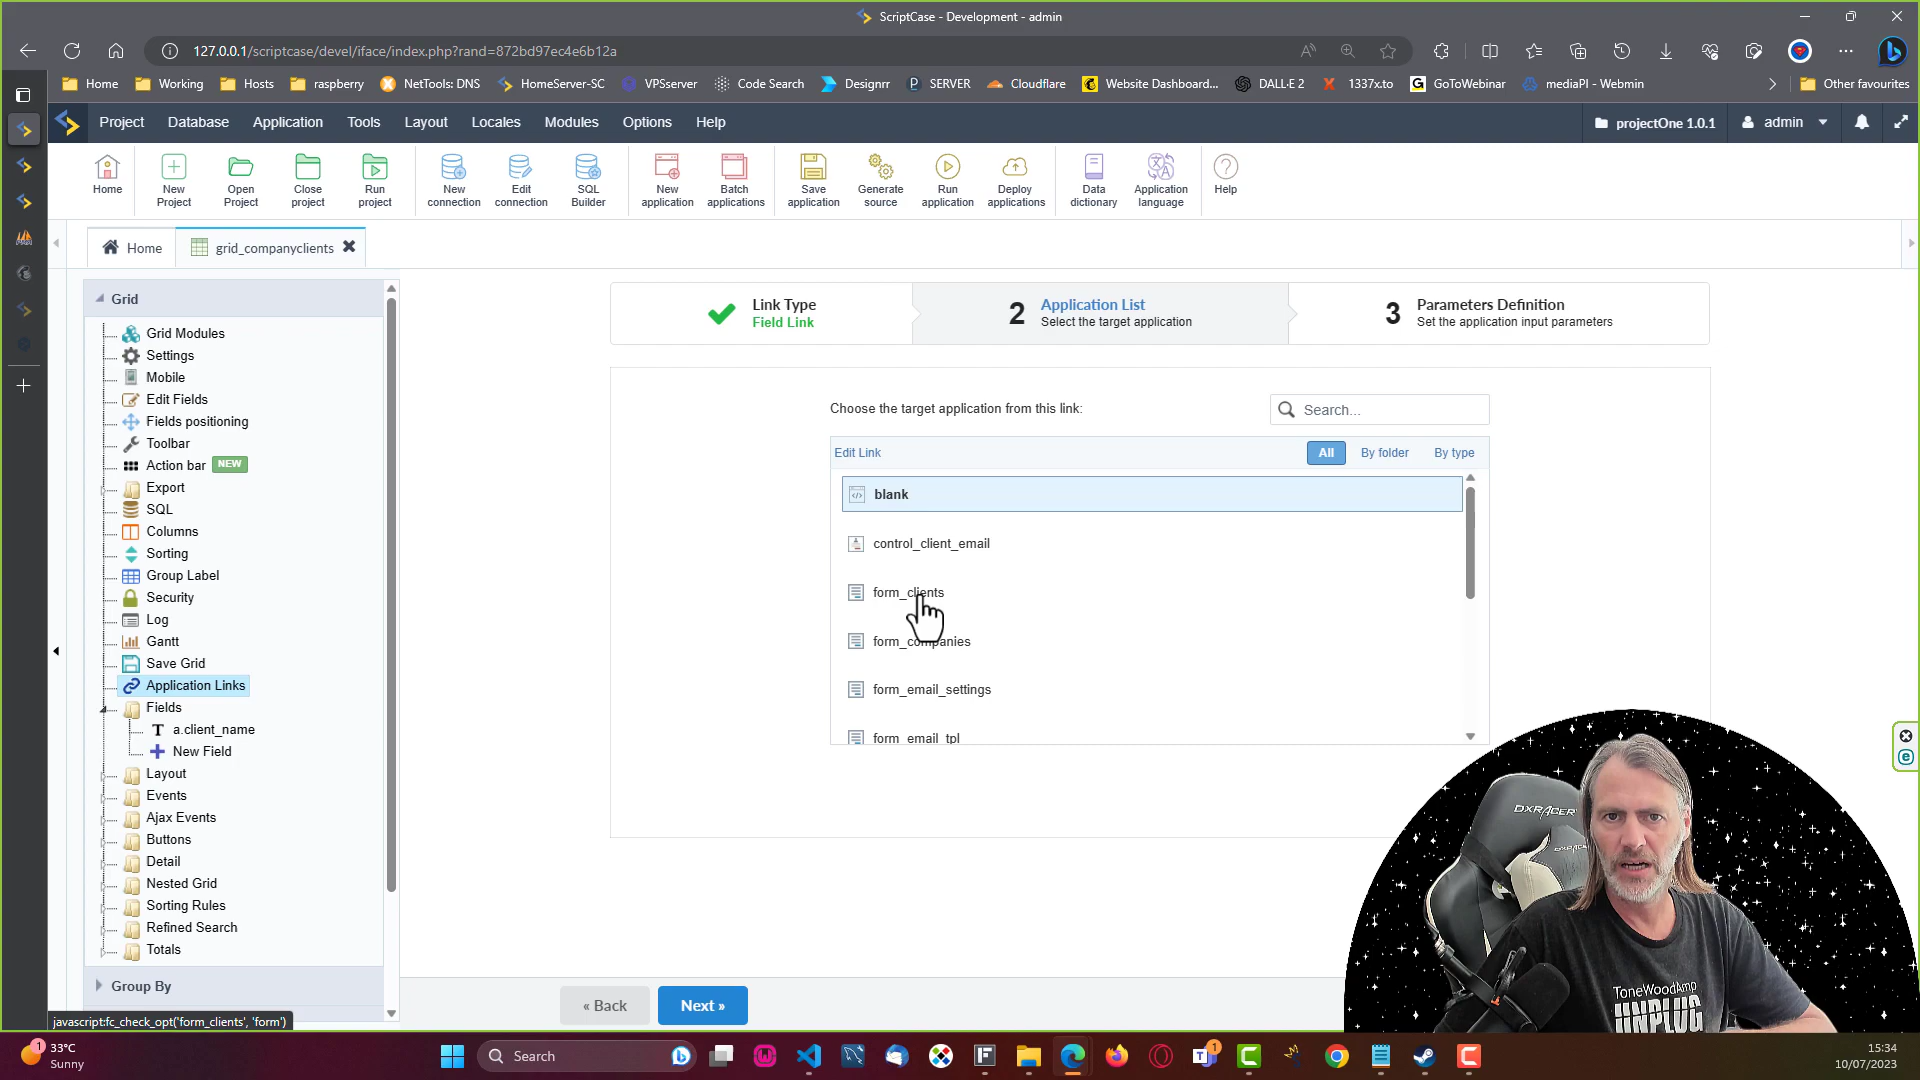 ScriptCase - Development - admin
127.0.0.1/scriptcase/devel/iface/index.php?rand=872bd97ec4e6b12a
Home
Working
Hosts
raspberry
NetTools: DNS
HomeServer-SC
VPSserver
Code Search
Designrr
SERVER
Cloudflare
Website Dashboard...
DALL·E 2
1337x.to
GoToWebinar
mediaPI - Webmin
Other favourites
Project
Database
Application
Tools
Layout
Locales
Modules
Options
Help
projectOne 1.0.1
admin
Home
New Project
Open Project
Close project
Run project
New connection
Edit connection
SQL Builder
New application
Batch applications
Save application
Generate source
Run application
Deploy applications
Data dictionary
Application language
Help
Home
grid_companyclients
Grid
Grid Modules
Settings
Mobile
Edit Fields
Fields positioning
Toolbar
Action bar NEW
Export
SQL
Columns
Sorting
Group Label
Security
Log
Gantt
Save Grid
Application Links
Fields
a.client_name
New Field
Layout
Events
Ajax Events
Buttons
Detail
Nested Grid
Sorting Rules
Refined Search
Totals
Group By
Link Type
Field Link
2
Application List
Select the target application
3
Parameters Definition
Set the application input parameters
Choose the target application from this link:
Search...
Edit Link
All
By folder
By type
blank
control_client_email
form_clients
form_companies
form_email_settings
form_email_tpl
« Back
Next »
javascript:fc_check_opt('form_clients', 'form')
DXRACER
ToneWoodAmp
UNPLUG
1
33°C
Sunny
Search
1
15:34
10/07/2023